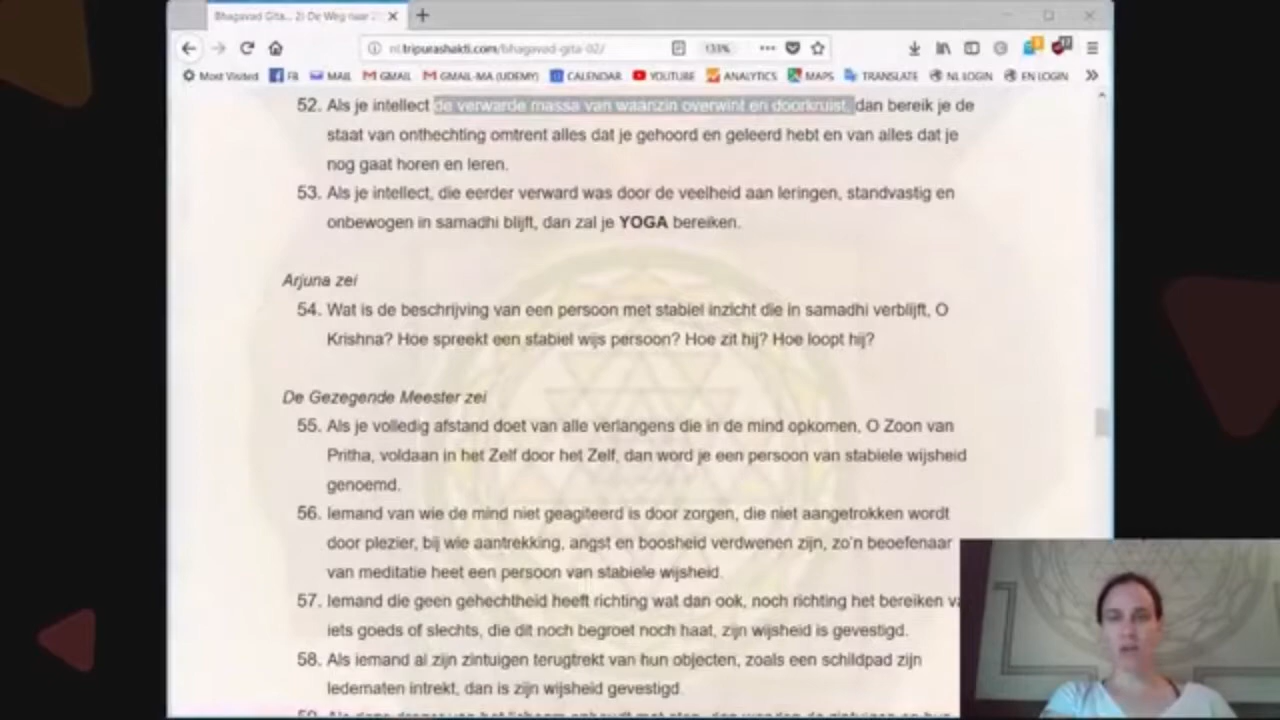 Bhagavad Gita... 2) De Weg naar
nl.tripurashakti.com/bhagavad-gita-02/
133%
Most Visited FB MAIL GMAIL GMAIL-MA (UDEMY) CALENDAR YOUTUBE ANALYTICS MAPS TRANSLATE NL LOGIN EN LOGIN
52. Als je intellect de verwarde massa van waanzin overwint en doorkruist, dan bereik je de
staat van onthechting omtrent alles dat je gehoord en geleerd hebt en van alles dat je
nog gaat horen en leren.
53. Als je intellect, die eerder verward was door de veelheid aan leringen, standvastig en
onbewogen in samadhi blijft, dan zal je YOGA bereiken.
Arjuna zei
54. Wat is de beschrijving van een persoon met stabiel inzicht die in samadhi verblijft, O
Krishna? Hoe spreekt een stabiel wijs persoon? Hoe zit hij? Hoe loopt hij?
De Gezegende Meester zei
55. Als je volledig afstand doet van alle verlangens die in de mind opkomen, O Zoon van
Pritha, voldaan in het Zelf door het Zelf, dan word je een persoon van stabiele wijsheid
genoemd.
56. Iemand van wie de mind niet geagiteerd is door zorgen, die niet aangetrokken wordt
door plezier, bij wie aantrekking, angst en boosheid verdwenen zijn, zo'n beoefenaar
van meditatie heet een persoon van stabiele wijsheid.
57. Iemand die geen gehechtheid heeft richting wat dan ook, noch richting het bereiken
iets goeds of slechts, die dit noch begroet noch haat, zijn wijsheid is gevestigd.
58. Als iemand al zijn zintuigen terugtrekt van hun objecten, zoals een schildpad zijn
ledematen intrekt, dan is zijn wijsheid gevestigd.